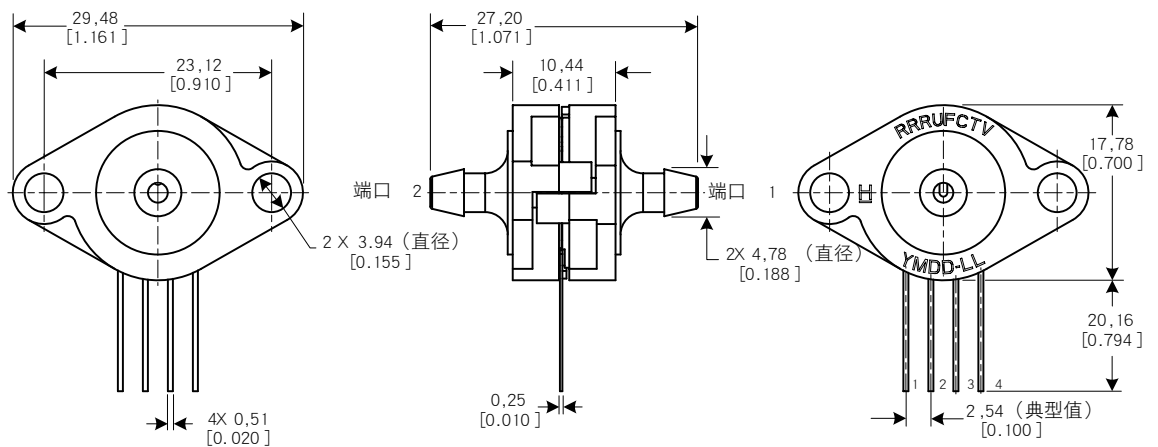 29,48
[1.161]
23,12
[0.910]
2 X 3.94（直径）
[0.155]
4X 0,51
[0.020]
27,20
[1.071]
10,44
[0.411]
端口 2
端口 1
2X 4,78 （直径）
[0.188]
0,25
[0.010]
RRRUFCTV
H
YMDD-LL
17,78
[0.700]
20,16
[0.794]
1 2 3 4
2,54（典型值）
[0.100]